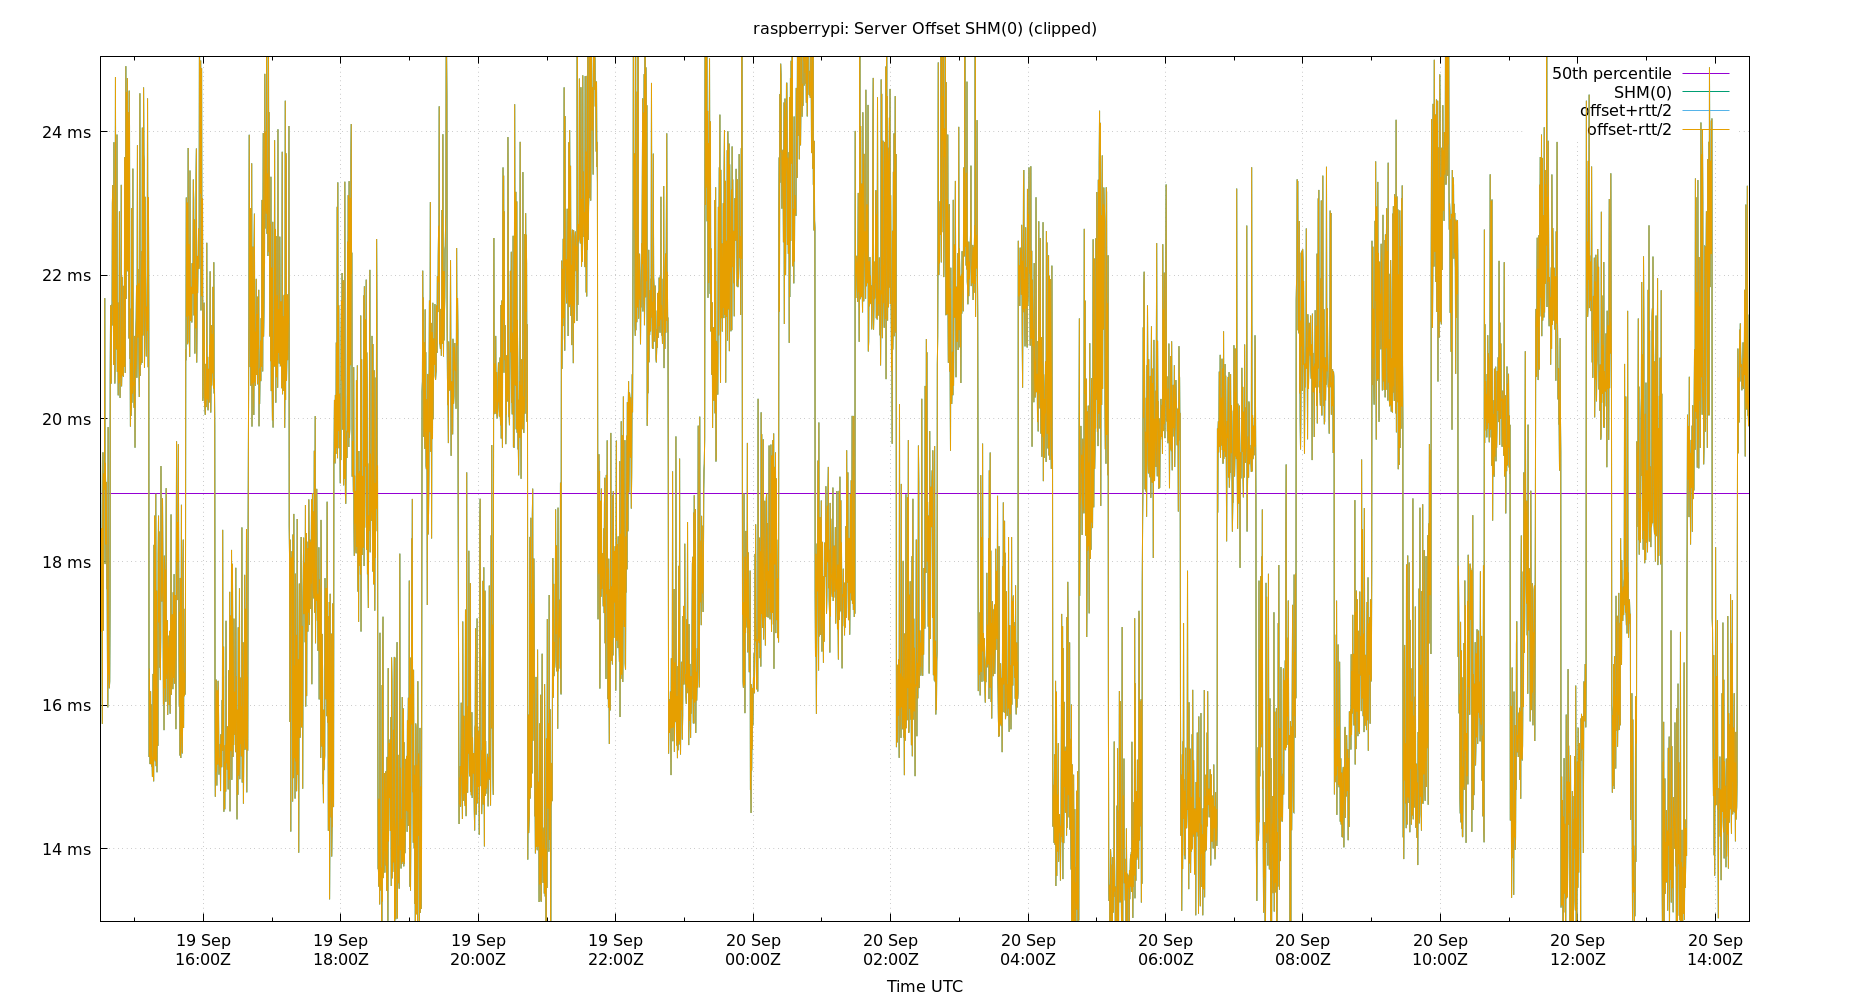 raspberrypi: Server Offset SHM(0) (clipped)
50th percentile
SHM(0)
offset+rtt/2
offset-rtt/2
24 ms
22 ms
20 ms
18 ms
16 ms
14 ms
19 Sep 19 Sep 19 Sep 19 Sep 20 Sep 20 Sep 20 Sep 20 Sep 20 Sep 20 Sep 20 Sep 20 Sep
16:00Z 18:00Z 20:00Z 22:00Z 00:00Z 02:00Z 04:00Z 06:00Z 08:00Z 10:00Z 12:00Z 14:00Z
Time UTC